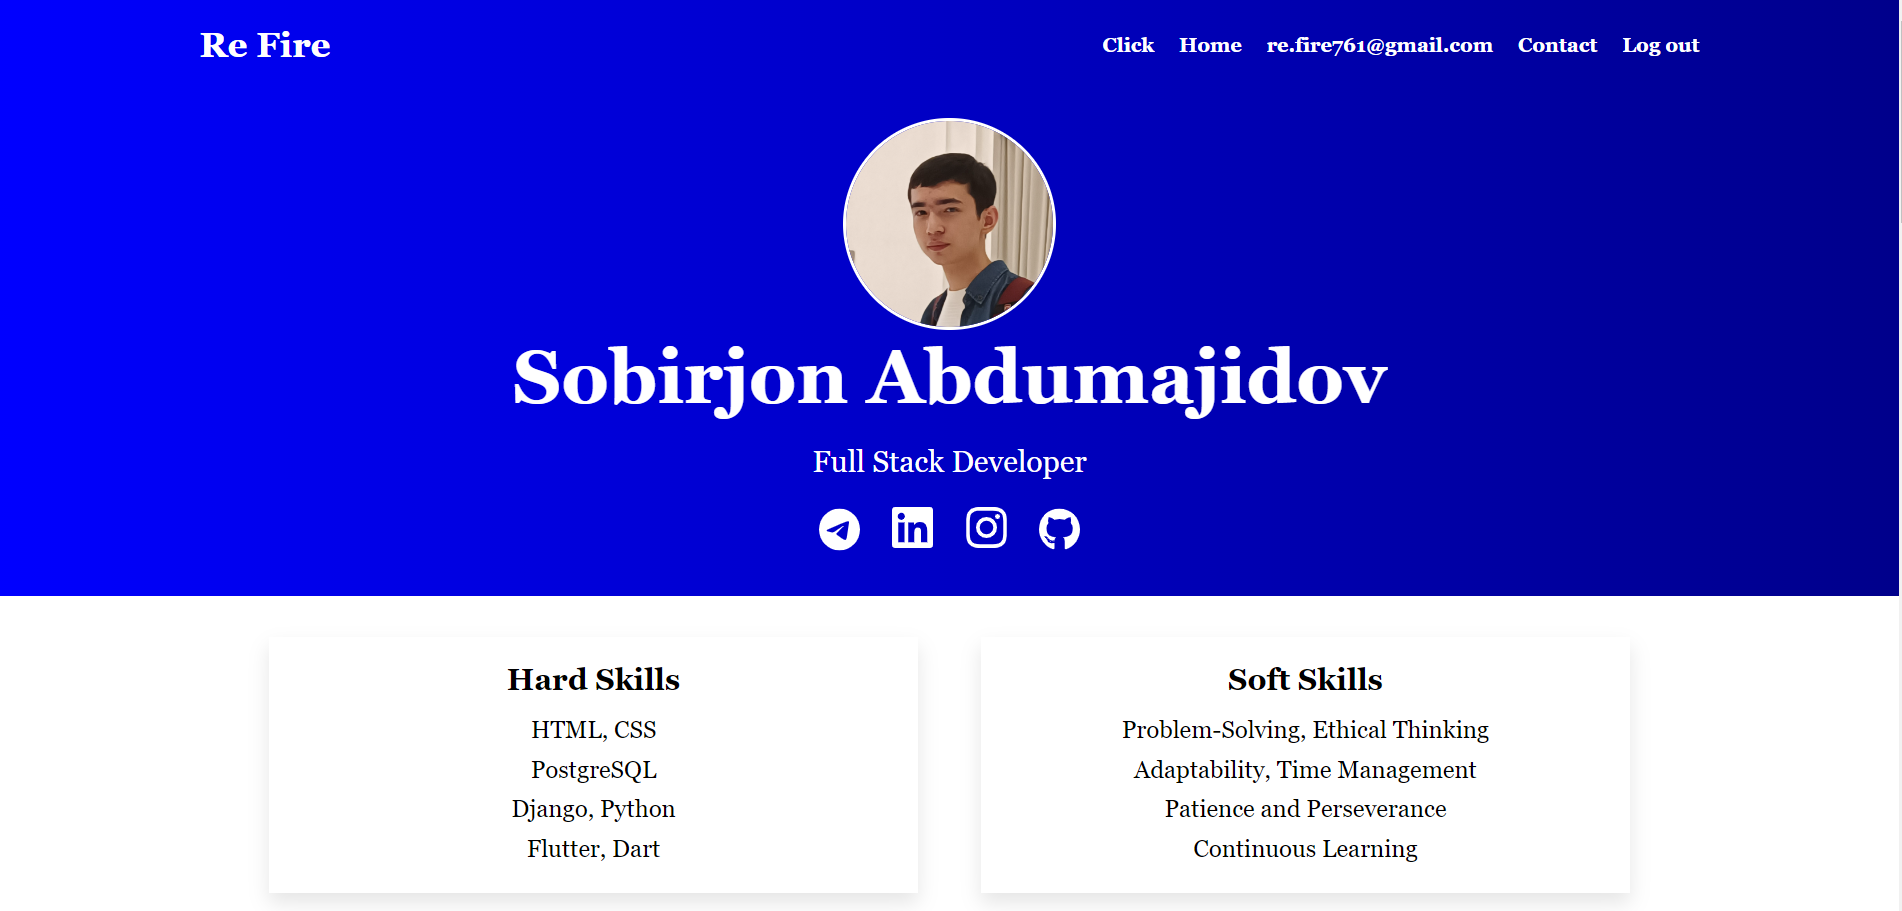 Re Fire
Click Home re.fire761@gmail.com Contact Log out
Sobirjon Abdumajidov
Full Stack Developer
in
Hard Skills
HTML, CSS
PostgreSQL
Django, Python
Flutter, Dart
Soft Skills
Problem-Solving, Ethical Thinking
Adaptability, Time Management
Patience and Perseverance
Continuous Learning